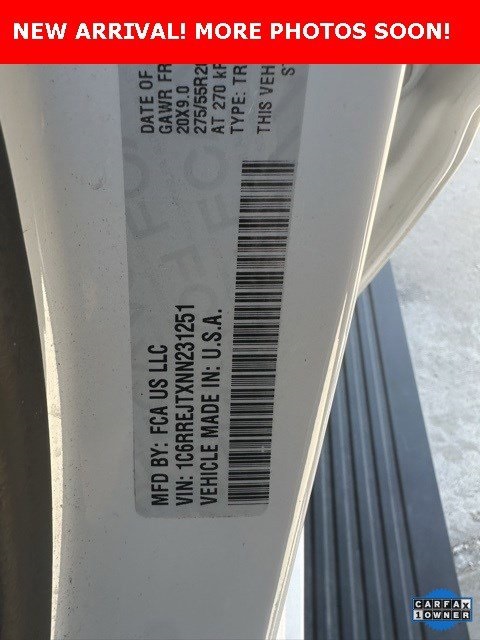 NEW ARRIVAL! MORE PHOTOS SOON!
MFD BY: FCA US LLC
DATE OF
GAWR FR
20X9.0
275/55R20
AT 270 kP
VIN: 1C6RREJTXNN231251
TYPE: TR
VEHICLE MADE IN: U.S.A.
THIS VEH
CARFAX
1 OWNER